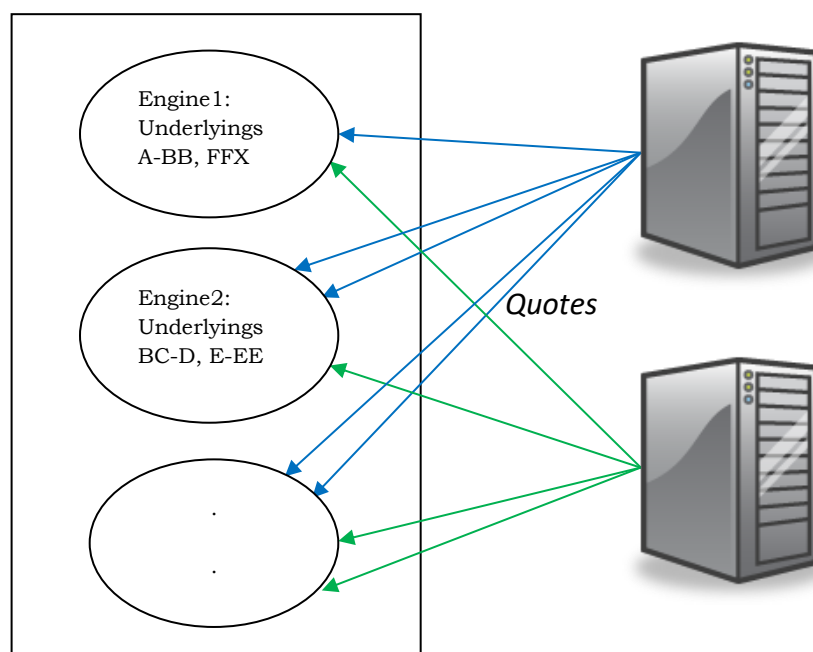 Engine1:
Underlyings
A-BB, FFX
Engine2:
Underlyings
BC-D, E-EE
Quotes
.
.